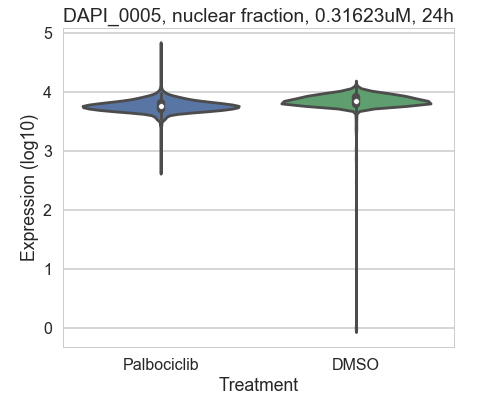 DAPI_0005, nuclear fraction, 0.31623uM, 24h
Expression (log10)
5
4
3
2
1
0
Palbociclib
DMSO
Treatment